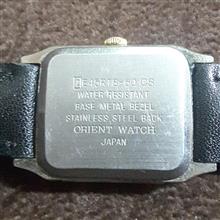 WATER RESISTANT
BASE METAL BEZEL
STAINLESS STEEL BACK
ORIENT WATCH
JAPAN